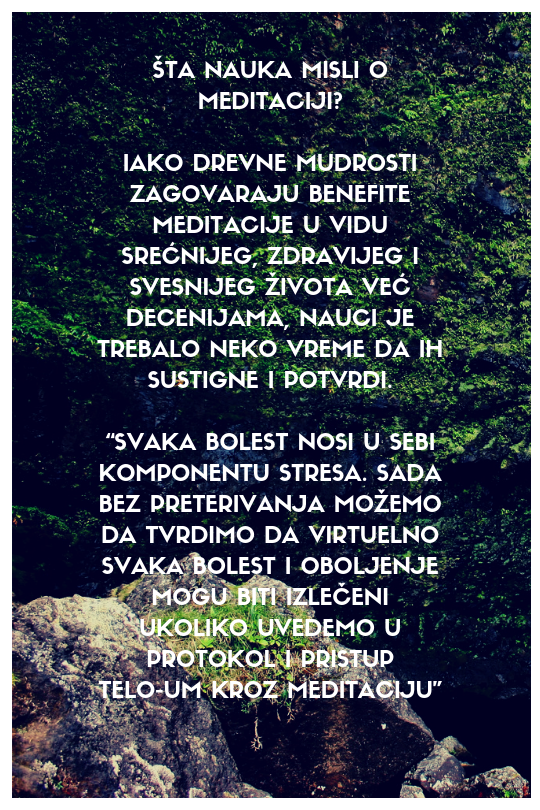 ŠTA NAUKA MISLI O
MEDITACIJI?
IAKO DREVNE MUDROSTI
ZAGOVARAJU BENEFITE
MEDITACIJE U VIDU
SREĆNIJEG, ZDRAVIJEG I
SVESNIJEG ŽIVOTA VEĆ
DECENIJAMA, NAUCI JE
TREBALO NEKO VREME DA IH
SUSTIGNE I POTVRDI.
“SVAKA BOLEST NOSI U SEBI
KOMPONENTU STRESA. SADA
BEZ PRETERIVANJA MOŽEMO
DA TVRDIMO DA VIRTUELNO
SVAKA BOLEST I OBOLJENJE
MOGU BITI IZLEČENI
UKOLIKO UVEDEMO U
PROTOKOL I PRISTUP
TELO-UM KROZ MEDITACIJU”